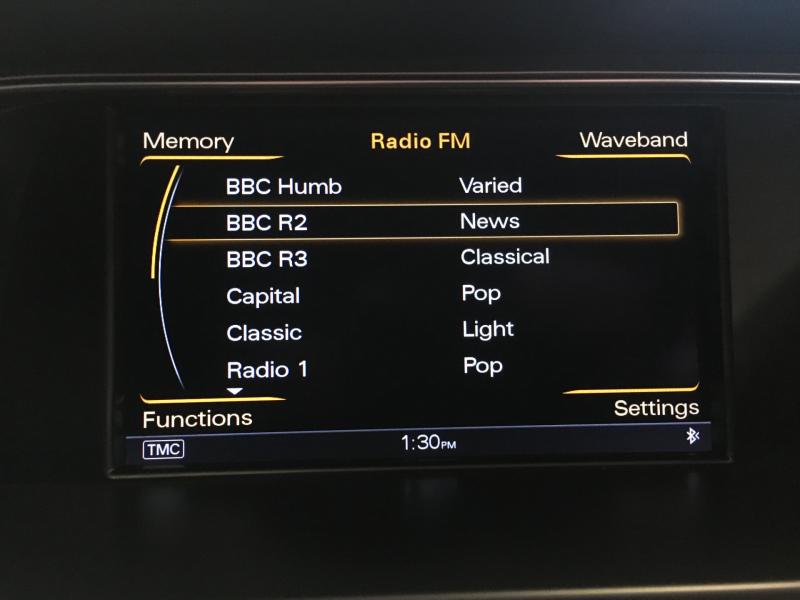 Memory Radio FM Waveband
BBC Humb Varied
BBC R2 News
BBC R3 Classical
Capital Pop
Classic Light
Radio 1 Pop
Functions Settings
TMC 1:30PM